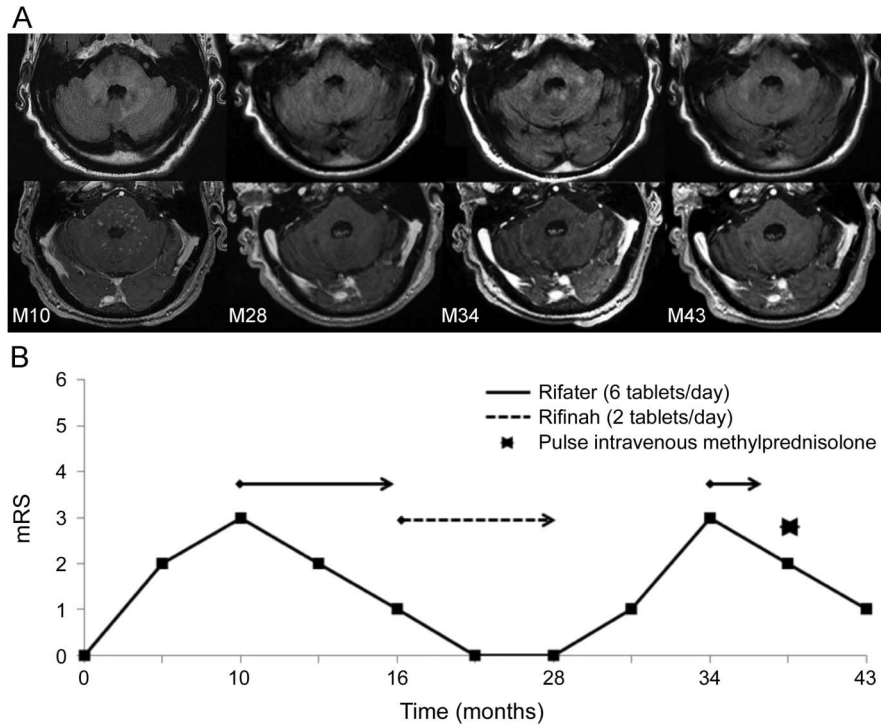 A
M10 M28 M34 M43
B
6
5
4
3
2
1
0
mRS
Rifater (6 tablets/day)
Rifinah (2 tablets/day)
Pulse intravenous methylprednisolone
0 10 16 28 34 43
Time (months)